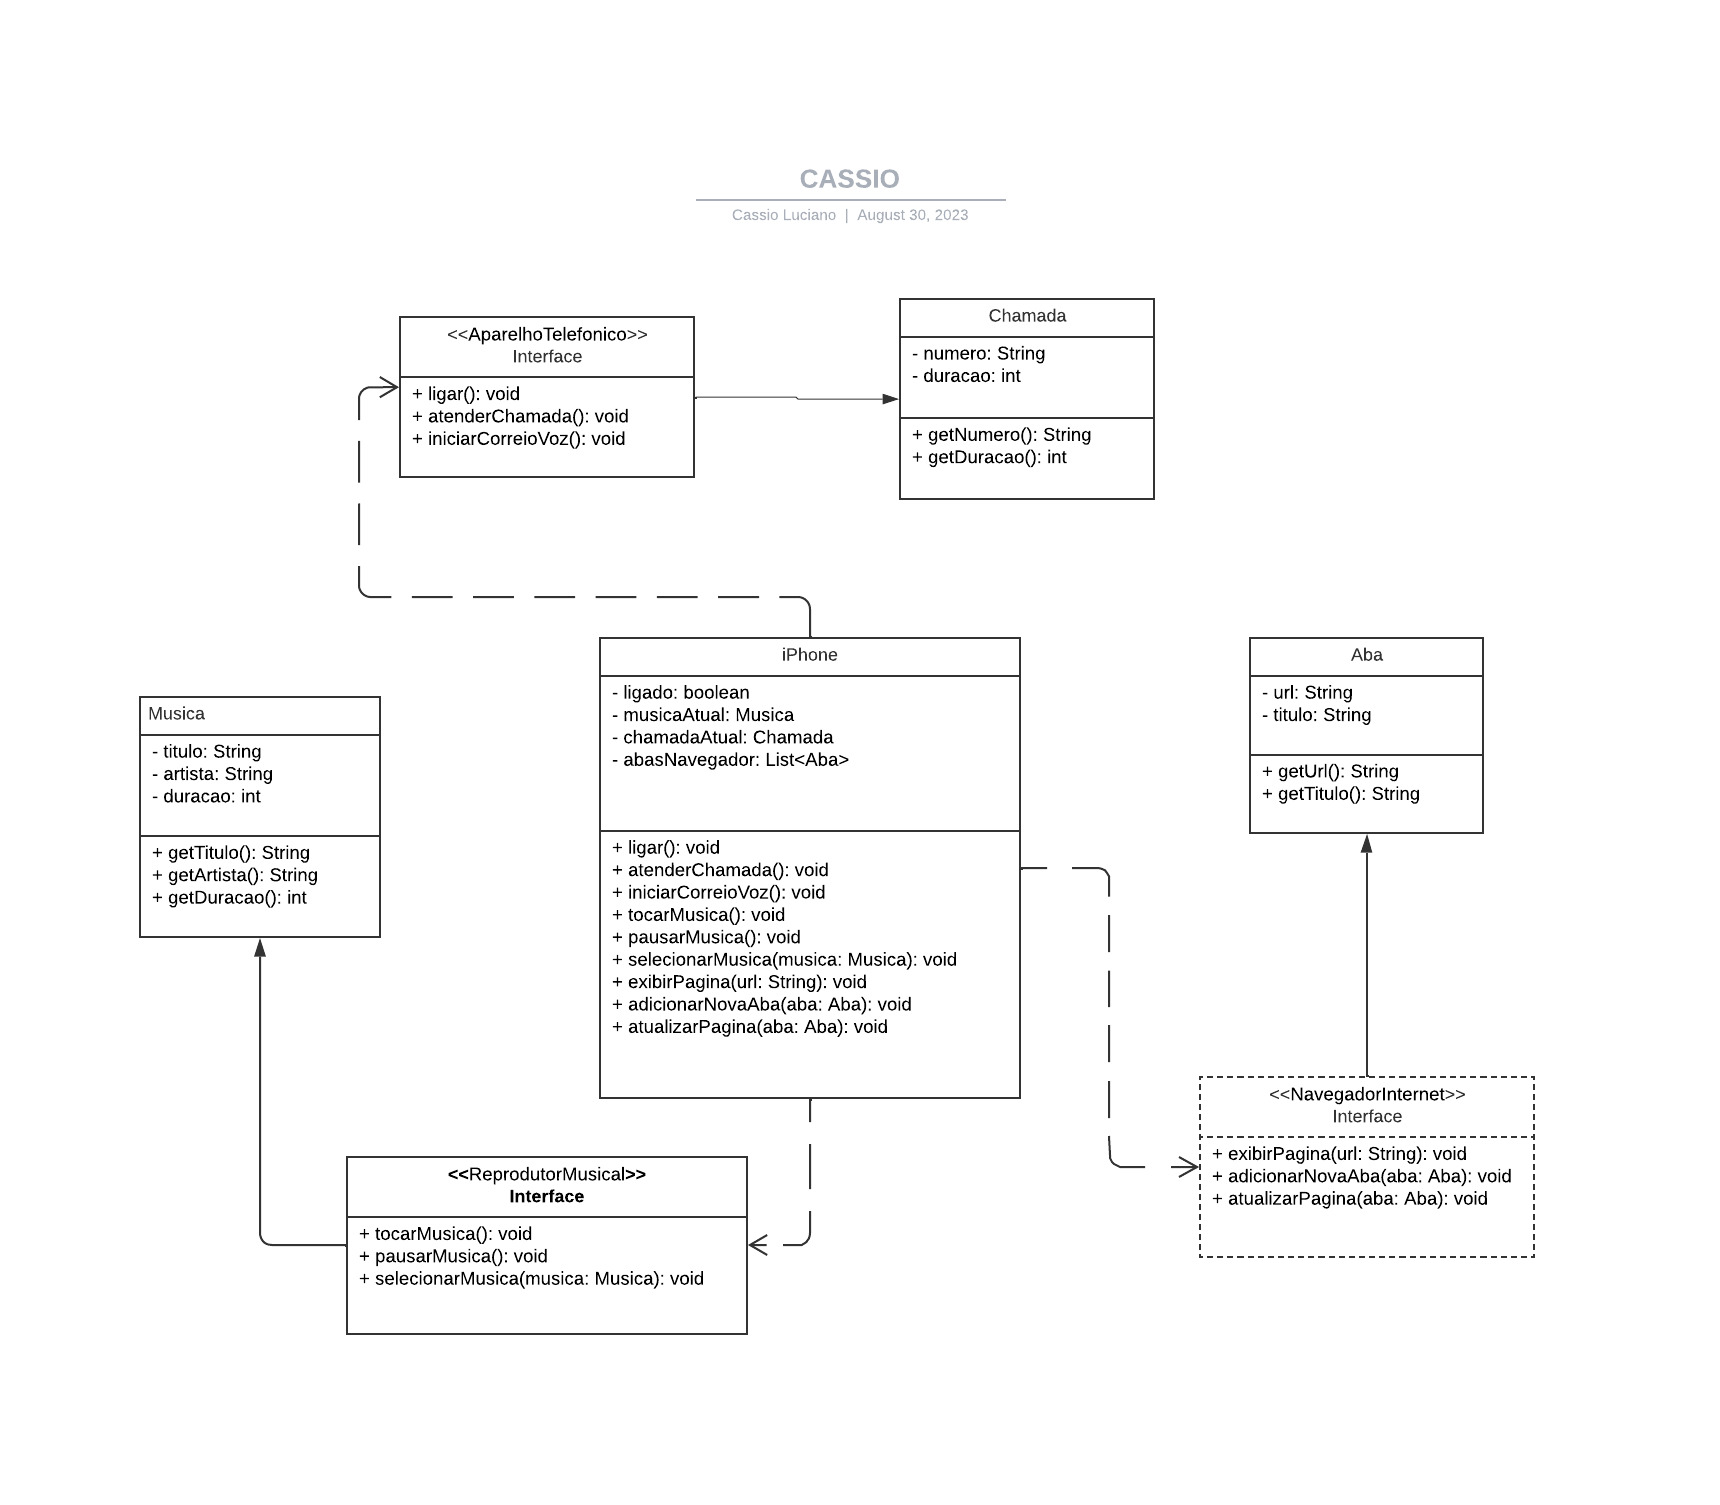 CASSIO
Cassio Luciano | August 30, 2023
<<AparelhoTelefonico>>
Interface
+ ligar(): void
+ atenderChamada(): void
+ iniciarCorreioVoz(): void
Chamada
- numero: String
- duracao: int
+ getNumero(): String
+ getDuracao(): int
iPhone
- ligado: boolean
- musicaAtual: Musica
- chamadaAtual: Chamada
- abasNavegador: List<Aba>
+ ligar(): void
+ atenderChamada(): void
+ iniciarCorreioVoz(): void
+ tocarMusica(): void
+ pausarMusica(): void
+ selecionarMusica(musica: Musica): void
+ exibirPagina(url: String): void
+ adicionarNovaAba(aba: Aba): void
+ atualizarPagina(aba: Aba): void
Aba
- url: String
- titulo: String
+ getUrl(): String
+ getTitulo(): String
Musica
- titulo: String
- artista: String
- duracao: int
+ getTitulo(): String
+ getArtista(): String
+ getDuracao(): int
<<NavegadorInternet>>
Interface
+ exibirPagina(url: String): void
+ adicionarNovaAba(aba: Aba): void
+ atualizarPagina(aba: Aba): void
<<ReprodutorMusical>>
Interface
+ tocarMusica(): void
+ pausarMusica(): void
+ selecionarMusica(musica: Musica): void